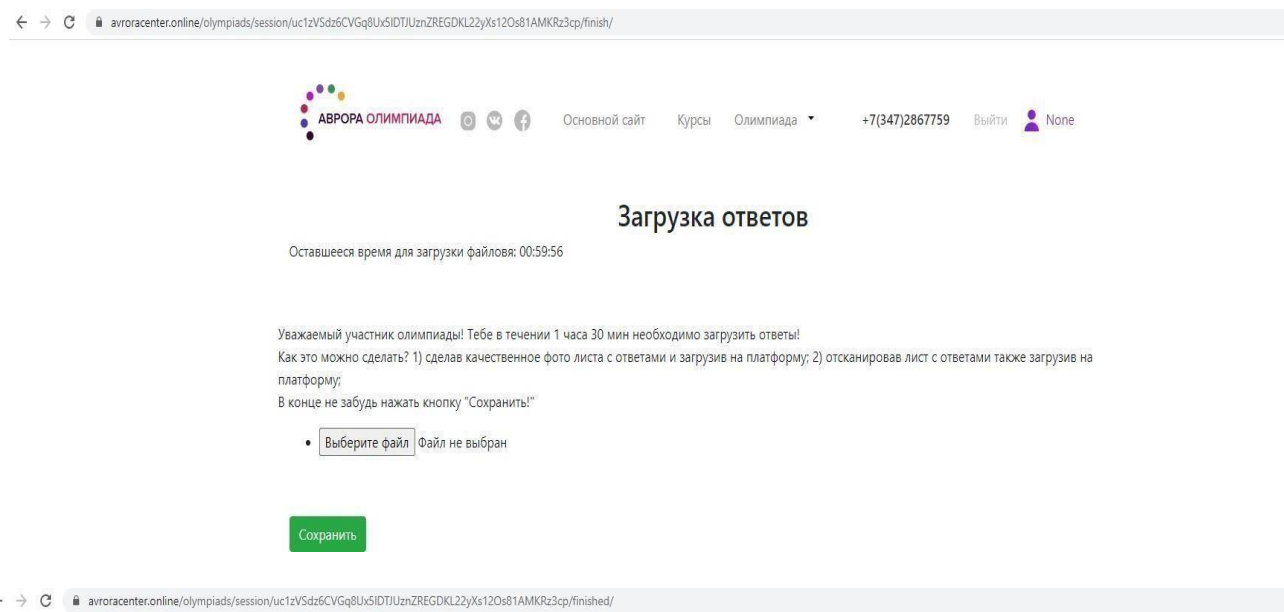 avroracenter.online/olympiads/session/uc1zVSdz6CVGq8Ux5IDTJUznZREGDKL22yXs12Os81AMKRz3cp/finish/
АВРОРА ОЛИМПИАДА Основной сайт Курсы Олимпиада +7(347)2867759 Выйти None
Загрузка ответов
Оставшееся время для загрузки файловя: 00:59:56
Уважаемый участник олимпиады! Тебе в течении 1 часа 30 мин необходимо загрузить ответы!
Как это можно сделать? 1) сделав качественное фото листа с ответами и загрузив на платформу; 2) отсканировав лист с ответами также загрузив на
платформу;
В конце не забудь нажать кнопку "Сохранить!"
Выберите файл Файл не выбран
Сохранить
avroracenter.online/olympiads/session/uc1zVSdz6CVGq8Ux5IDTJUznZREGDKL22yXs12Os81AMKRz3cp/finished/